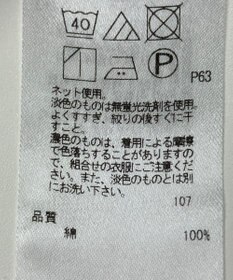 40
P
P63
ネット使用。
淡色のものは無蛍光洗剤を使用。
よくすすぎ、絞りの後すぐに干
すこと。
濃色のものは、着用による摩擦
で色落ちすることがあります
ので、組合せの衣服にご注意くだ
さい。また、淡色のものとは別
にお洗い下さい。
107
品質
綿 100%